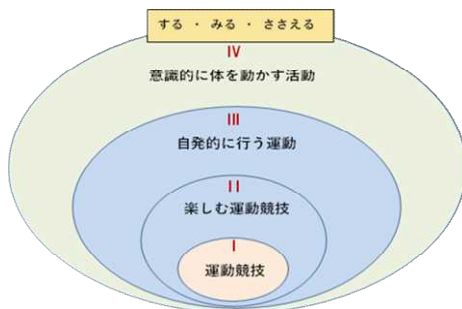 する ・ みる ・ ささえる
IV
意識的に体を動かす活動
III
自発的に行う運動
II
楽しむ運動競技
I
運動競技